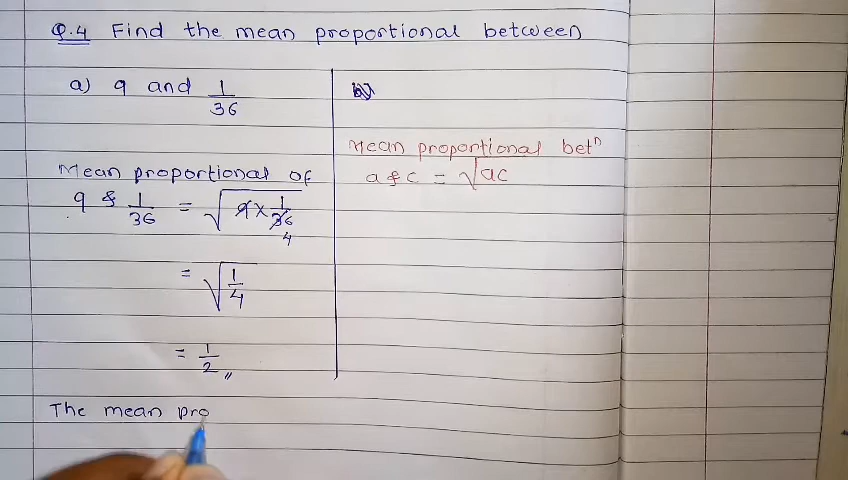 Q.4 Find the mean proportional between
a) 9 and 1/36
Mean proportional of
9 & 1/36 = √(9 × 1/36)
4
= √(1/4)
= 1/2 〃
The mean pro
Mean proportional betⁿ
a & c = √ac